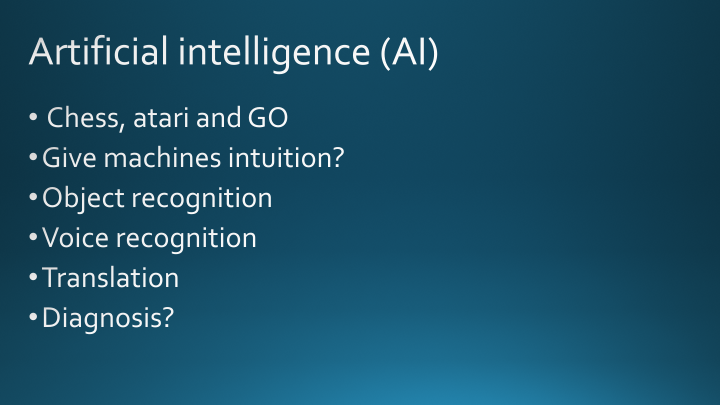 Artificial intelligence (AI)
• Chess, atari and GO
• Give machines intuition?
• Object recognition
• Voice recognition
• Translation
• Diagnosis?